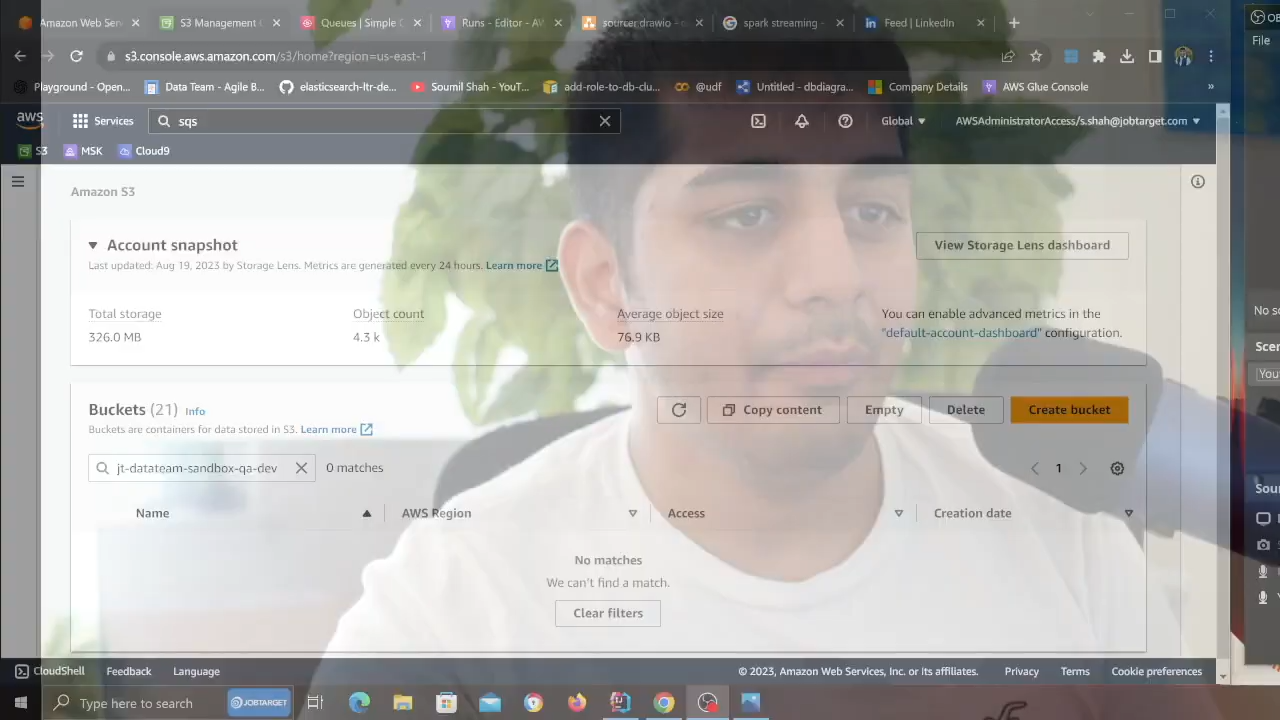 Amazon Web Ser
S3 Management C
Queues | Simple C
Runs - Editor - AW
sourcer.drawio -
spark streaming -
Feed | LinkedIn
s3.console.aws.amazon.com/s3/home?region=us-east-1
File
Playground - Open...
Data Team - Agile B...
elasticsearch-ltr-de...
Soumil Shah - YouT...
add-role-to-db-clu...
@udf
Untitled - dbdiagra...
Company Details
AWS Glue Console
»
aws
Services
sqs
Global
AWSAdministratorAccess/s.shah@jobtarget.com
S3
MSK
Cloud9
Amazon S3
Account snapshot
View Storage Lens dashboard
Last updated: Aug 19, 2023 by Storage Lens. Metrics are generated every 24 hours. Learn more
Total storage
Object count
Average object size
You can enable advanced metrics in the
326.0 MB
4.3 k
76.9 KB
"default-account-dashboard" configuration.
Buckets (21) Info
Copy content
Empty
Delete
Create bucket
Buckets are containers for data stored in S3. Learn more
jt-datateam-sandbox-qa-dev
0 matches
1
Name
AWS Region
Access
Creation date
No matches
We can't find a match.
Clear filters
CloudShell
Feedback
Language
© 2023, Amazon Web Services, Inc. or its affiliates.
Privacy
Terms
Cookie preferences
Type here to search
JOBTARGET